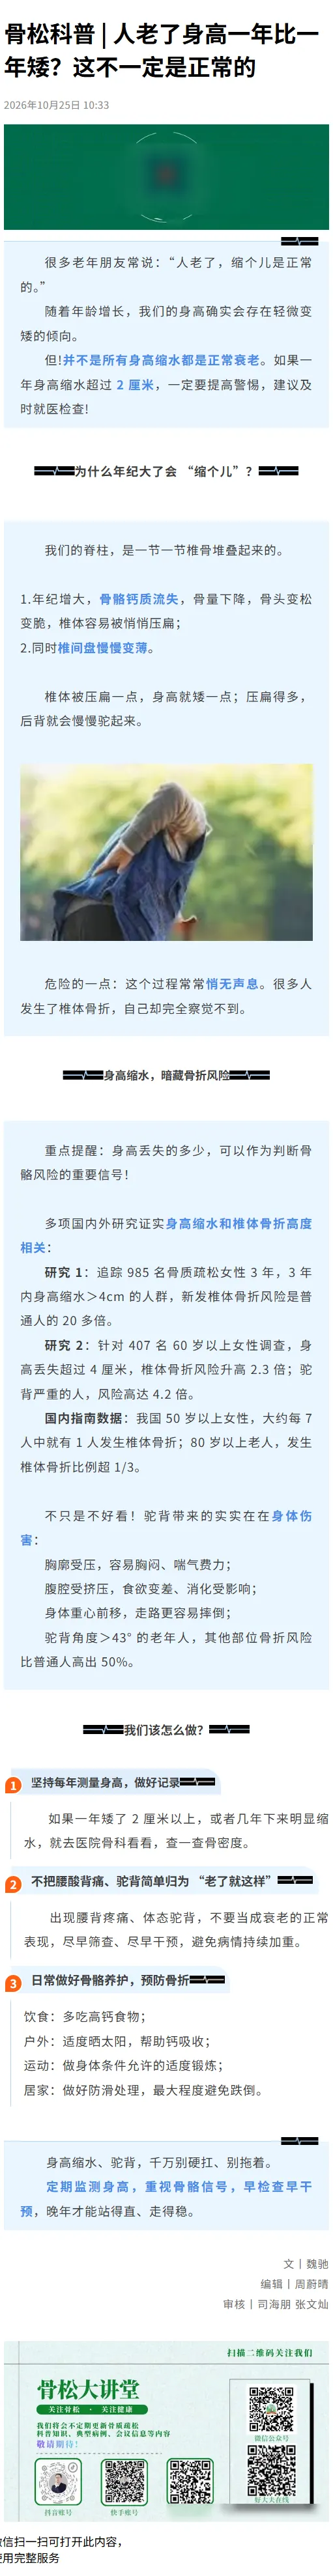 骨松科普 | 人老了身高一年比一
年矮？这不一定是正常的
2026年10月25日 10:33
很多老年朋友常说：“人老了，缩个儿是正常
的。”
随着年龄增长，我们的身高确实会存在轻微变
矮的倾向。
但!并不是所有身高缩水都是正常衰老。如果一
年身高缩水超过 2 厘米，一定要提高警惕，建议及
时就医检查!
为什么年纪大了会 “缩个儿”？
我们的脊柱，是一节一节椎骨堆叠起来的。
1.年纪增大，骨骼钙质流失，骨量下降，骨头变松
变脆，椎体容易被悄悄压扁；
2.同时椎间盘慢慢变薄。
椎体被压扁一点，身高就矮一点；压扁得多，
后背就会慢慢驼起来。
危险的一点：这个过程常常悄无声息。很多人
发生了椎体骨折，自己却完全察觉不到。
身高缩水，暗藏骨折风险
重点提醒：身高丢失的多少，可以作为判断骨
骼风险的重要信号！
多项国内外研究证实身高缩水和椎体骨折高度
相关：
研究 1：追踪 985 名骨质疏松女性 3 年，3 年
内身高缩水＞4cm 的人群，新发椎体骨折风险是普
通人的 20 多倍。
研究 2：针对 407 名 60 岁以上女性调查，身
高丢失超过 4 厘米，椎体骨折风险升高 2.3 倍；驼
背严重的人，风险高达 4.2 倍。
国内指南数据：我国 50 岁以上女性，大约每 7
人中就有 1 人发生椎体骨折；80 岁以上老人，发生
椎体骨折比例超 1/3。
不只是不好看！驼背带来的实实在在身体伤
害：
胸廓受压，容易胸闷、喘气费力；
腹腔受挤压，食欲变差、消化受影响；
身体重心前移，走路更容易摔倒；
驼背角度＞43° 的老年人，其他部位骨折风险
比普通人高出 50%。
我们该怎么做？
1 坚持每年测量身高，做好记录
如果一年矮了 2 厘米以上，或者几年下来明显缩
水，就去医院骨科看看，查一查骨密度。
2 不把腰酸背痛、驼背简单归为 “老了就这样”
出现腰背疼痛、体态驼背，不要当成衰老的正常
表现，尽早筛查、尽早干预，避免病情持续加重。
3 日常做好骨骼养护，预防骨折
饮食：多吃高钙食物；
户外：适度晒太阳，帮助钙吸收；
运动：做身体条件允许的适度锻炼；
居家：做好防滑处理，最大程度避免跌倒。
身高缩水、驼背，千万别硬扛、别拖着。
定期监测身高，重视骨骼信号，早检查早干
预，晚年才能站得直、走得稳。
文丨魏驰
编辑丨周蔚晴
审核丨司海朋 张文灿
扫描二维码关注我们
骨松大讲堂
关注骨松 · 关注健康
我们将会不定期更新骨质疏松
科普知识、典型病例、会议信息等内容
敬请期待！
微信公众号
抖音帐号
快手帐号
好大夫在线
微信扫一扫可打开此内容，
使用完整服务